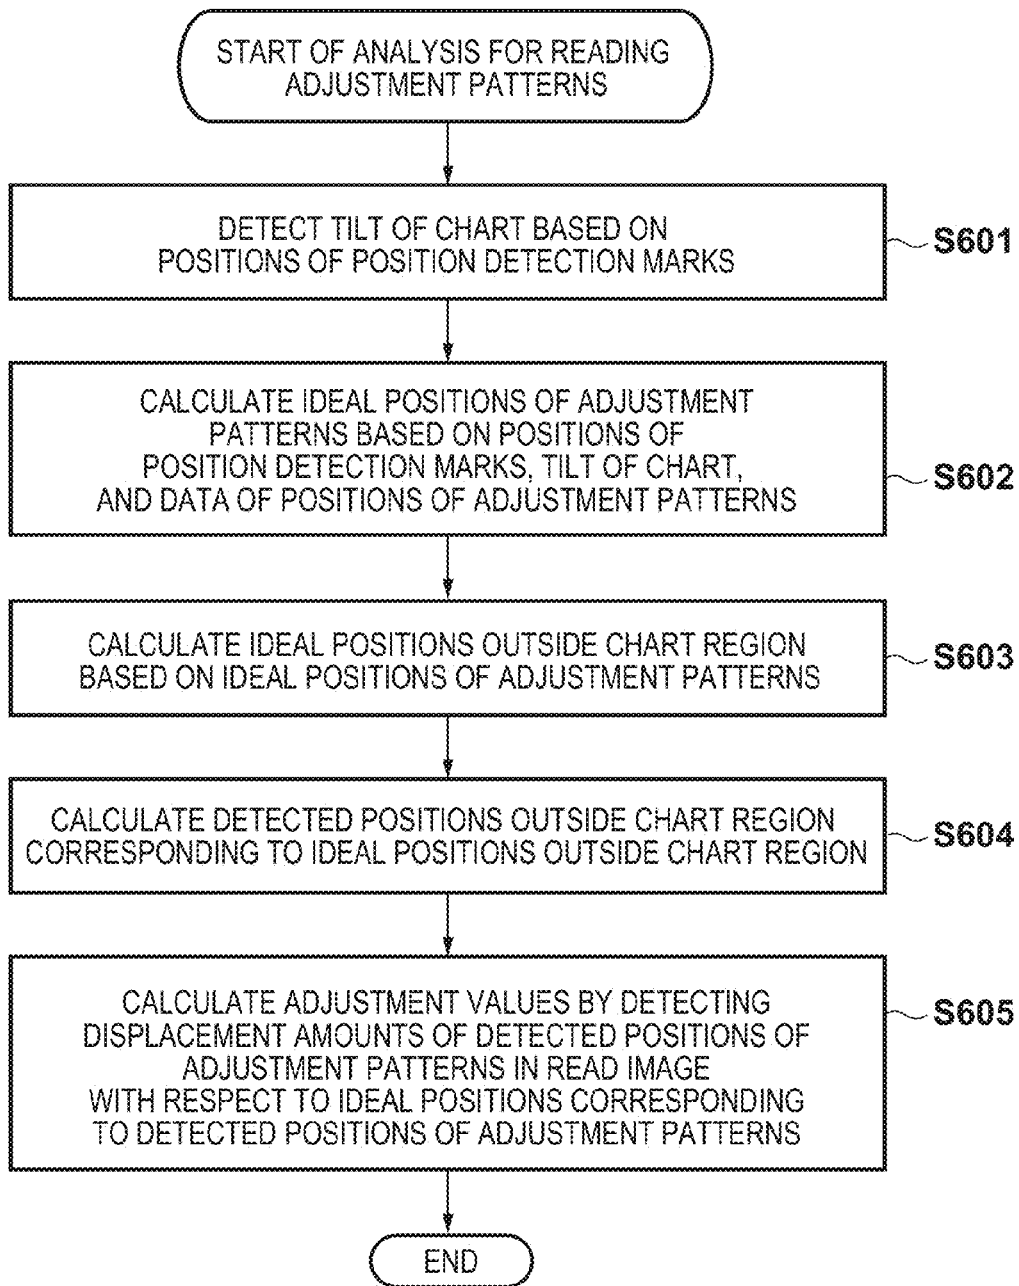 START OF ANALYSIS FOR READING
ADJUSTMENT PATTERNS
DETECT TILT OF CHART BASED ON
POSITIONS OF POSITION DETECTION MARKS
S601
CALCULATE IDEAL POSITIONS OF ADJUSTMENT
PATTERNS BASED ON POSITIONS OF
POSITION DETECTION MARKS, TILT OF CHART,
AND DATA OF POSITIONS OF ADJUSTMENT PATTERNS
S602
CALCULATE IDEAL POSITIONS OUTSIDE CHART REGION
BASED ON IDEAL POSITIONS OF ADJUSTMENT PATTERNS
S603
CALCULATE DETECTED POSITIONS OUTSIDE CHART REGION
CORRESPONDING TO IDEAL POSITIONS OUTSIDE CHART REGION
S604
CALCULATE ADJUSTMENT VALUES BY DETECTING
DISPLACEMENT AMOUNTS OF DETECTED POSITIONS OF
ADJUSTMENT PATTERNS IN READ IMAGE
WITH RESPECT TO IDEAL POSITIONS CORRESPONDING
TO DETECTED POSITIONS OF ADJUSTMENT PATTERNS
S605
END